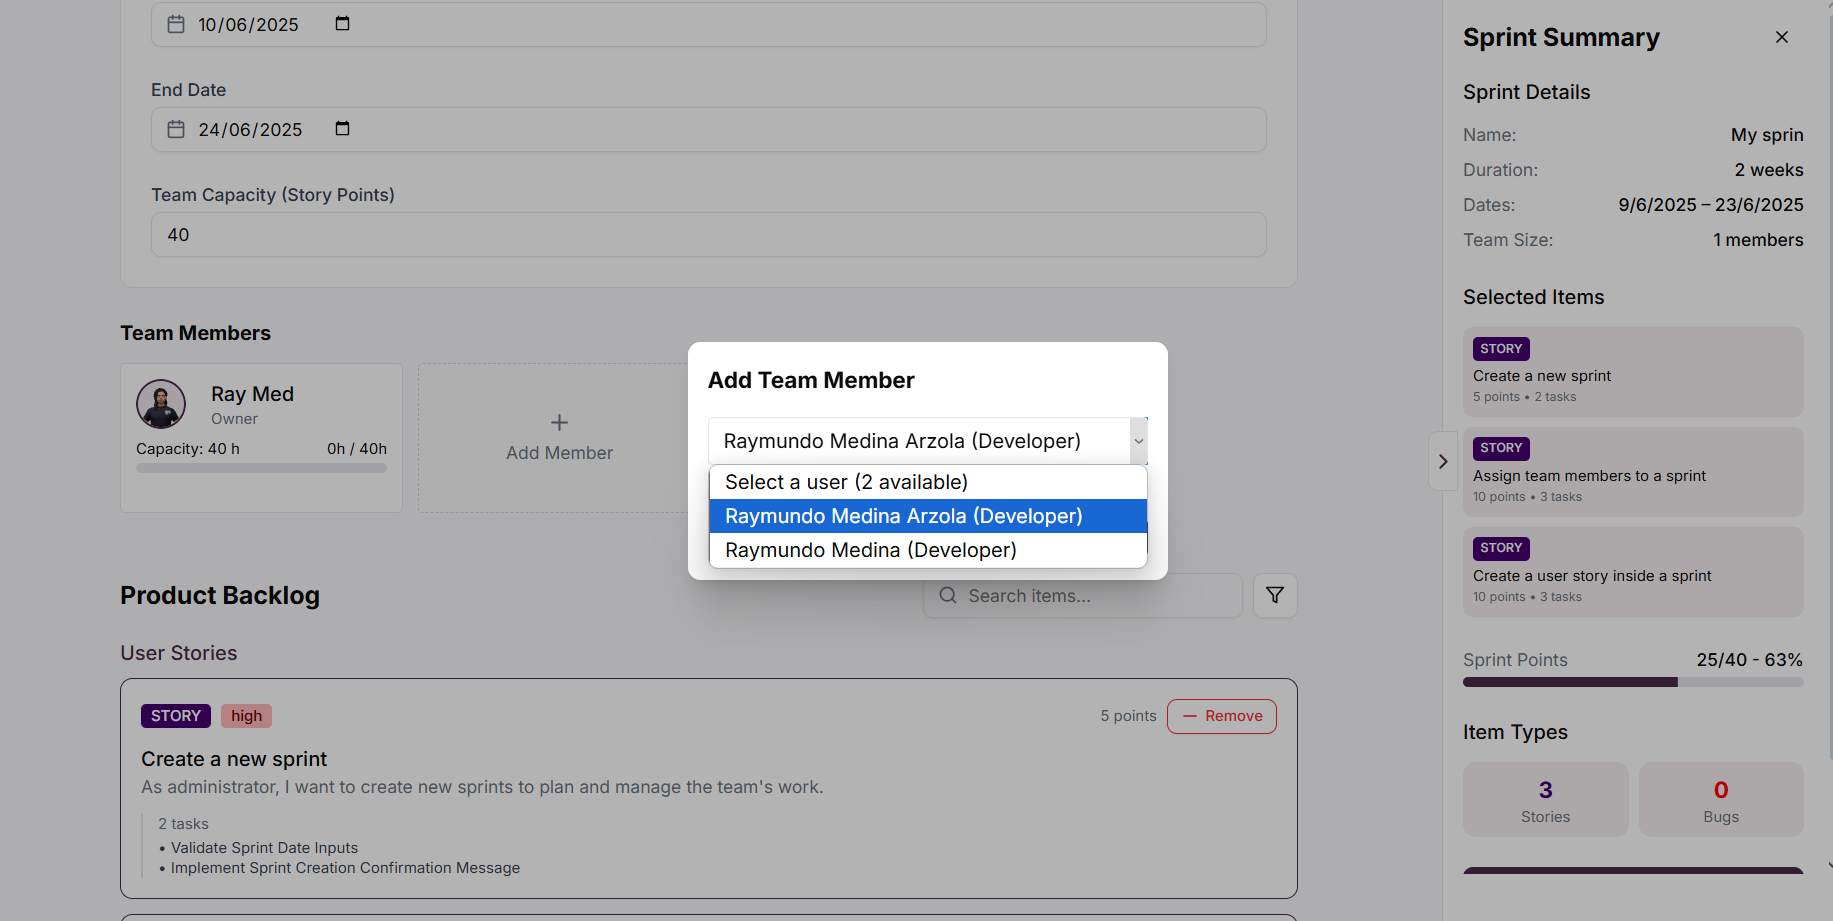 10/06/2025
End Date
24/06/2025
Team Capacity (Story Points)
40
Team Members
Ray Med
Owner
Capacity: 40 h 0h / 40h
Add Member
Add Team Member
Raymundo Medina Arzola (Developer)
Select a user (2 available)
Raymundo Medina Arzola (Developer)
Raymundo Medina (Developer)
Product Backlog
Search items...
User Stories
STORY high 5 points Remove
Create a new sprint
As administrator, I want to create new sprints to plan and manage the team's work.
2 tasks
• Validate Sprint Date Inputs
• Implement Sprint Creation Confirmation Message
Sprint Summary
Sprint Details
Name: My sprin
Duration: 2 weeks
Dates: 9/6/2025 – 23/6/2025
Team Size: 1 members
Selected Items
STORY
Create a new sprint
5 points • 2 tasks
STORY
Assign team members to a sprint
10 points • 3 tasks
STORY
Create a user story inside a sprint
10 points • 3 tasks
Sprint Points 25/40 - 63%
Item Types
3
Stories
0
Bugs